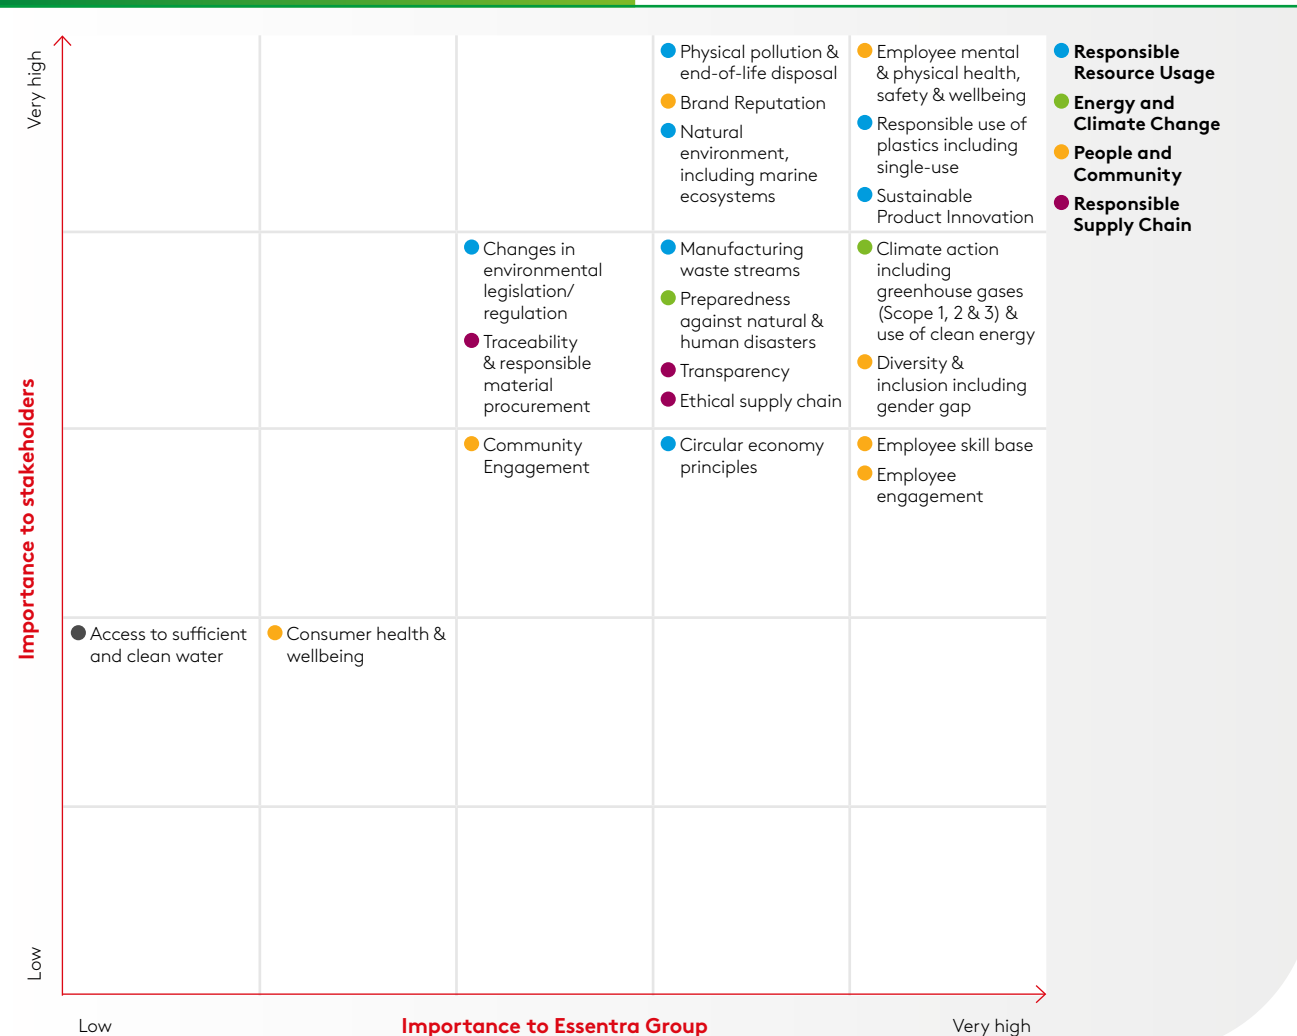 Very high
Importance to stakeholders
Low
Physical pollution &
end-of-life disposal
Brand Reputation
Natural
environment,
including marine
ecosystems
Employee mental
& physical health,
safety & wellbeing
Responsible use of
plastics including
single-use
Sustainable
Product Innovation
Changes in
environmental
legislation/
regulation
Traceability
& responsible
material
procurement
Manufacturing
waste streams
Preparedness
against natural &
human disasters
Transparency
Ethical supply chain
Climate action
including
greenhouse gases
(Scope 1, 2 & 3) &
use of clean energy
Diversity &
inclusion including
gender gap
Community
Engagement
Circular economy
principles
Employee skill base
Employee
engagement
Access to sufficient
and clean water
Consumer health &
wellbeing
Low
Importance to Essentra Group
Very high
Responsible
Resource Usage
Energy and
Climate Change
People and
Community
Responsible
Supply Chain